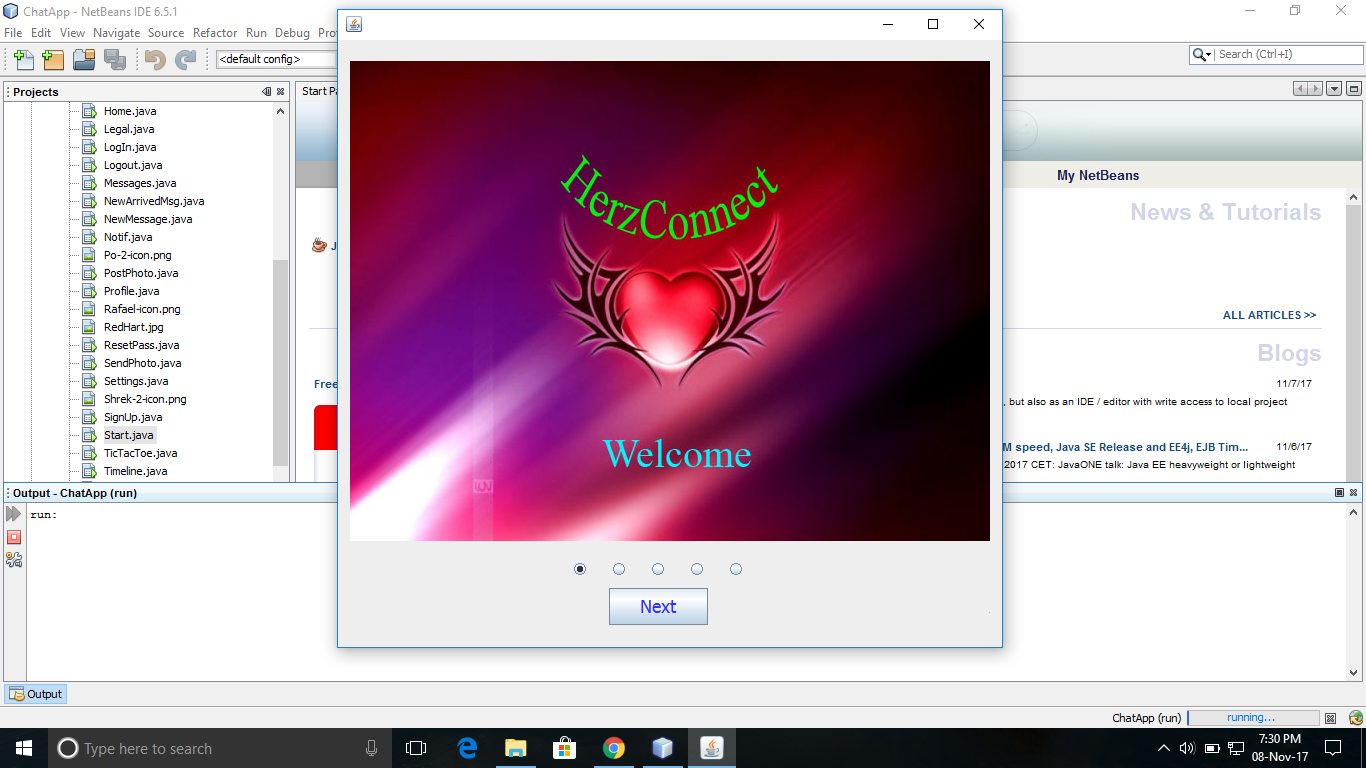 ChatApp - NetBeans IDE 6.5.1
File Edit View Navigate Source Refactor Run Debug
<default config>
Search (Ctrl+I)
Projects
Home.java
Legal.java
LogIn.java
Logout.java
Messages.java
NewArrivedMsg.java
NewMessage.java
Notif.java
Po-2-icon.png
PostPhoto.java
Profile.java
Rafael-icon.png
RedHart.jpg
ResetPass.java
SendPhoto.java
Settings.java
Shrek-2-icon.png
SignUp.java
Start.java
TicTacToe.java
Timeline.java
Start Pa
J
Free
HerzConnect
Welcome
Next
My NetBeans
News & Tutorials
ALL ARTICLES >>
Blogs
11/7/17
, but also as an IDE / editor with write access to local project
M speed, Java SE Release and EE4j, EJB Tim... 11/6/17
2017 CET: JavaONE talk: Java EE heavyweight or lightweight
Output - ChatApp (run)
run:
Output
ChatApp (run) running...
Type here to search
7:30 PM
08-Nov-17